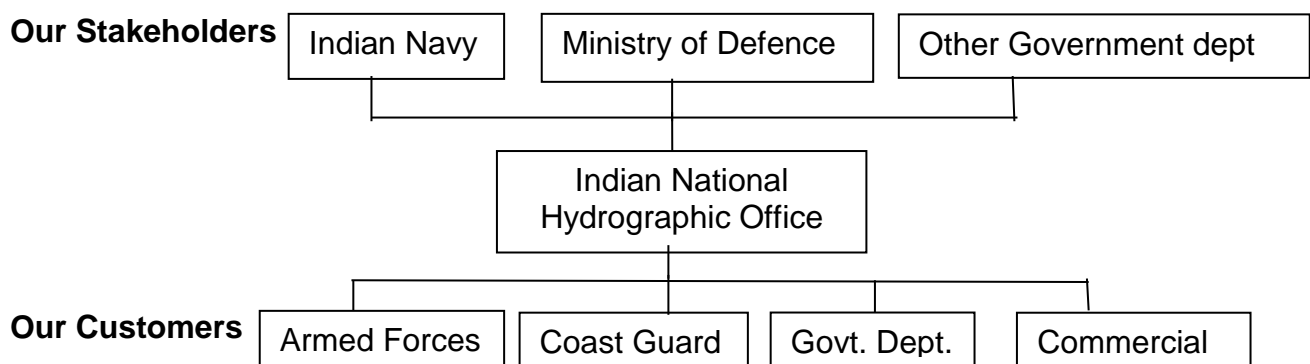 Our Stakeholders Indian Navy Ministry of Defence Other Government dept
Indian National
Hydrographic Office
Our Customers Armed Forces Coast Guard Govt. Dept. Commercial